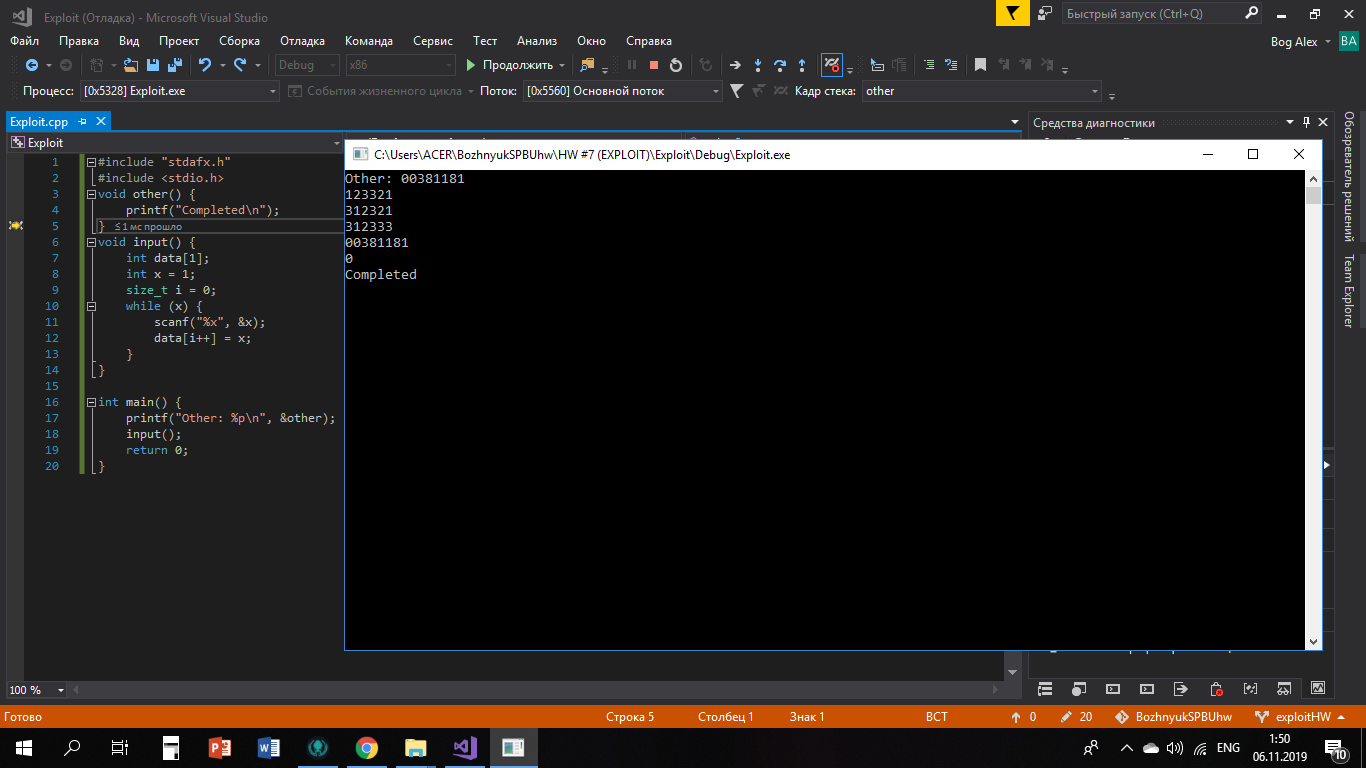 Exploit (Отладка) - Microsoft Visual Studio
Быстрый запуск (Ctrl+Q)
Файл Правка Вид Проект Сборка Отладка Команда Сервис Тест Анализ Окно Справка
Bog Alex BA
Debug x86 Продолжить
Процесс: [0x5328] Exploit.exe События жизненного цикла Поток: [0x5560] Основной поток Кадр стека: other
Exploit.cpp
Средства диагностики
Exploit
1 #include "stdafx.h"
2 #include <stdio.h>
3 void other() {
4 printf("Completed\n");
5 } ≤1 мс прошло
6 void input() {
7 int data[1];
8 int x = 1;
9 size_t i = 0;
10 while (x) {
11 scanf("%x", &x);
12 data[i++] = x;
13 }
14 }
15
16 int main() {
17 printf("Other: %p\n", &other);
18 input();
19 return 0;
20 }
C:\Users\ACER\BozhnyukSPBUhw\HW #7 (EXPLOIT)\Exploit\Debug\Exploit.exe
Other: 00381181
123321
312321
312333
00381181
0
Completed
Обозреватель решений
Team Explorer
100 %
Готово Строка 5 Столбец 1 Знак 1 ВСТ 0 20 BozhnyukSPBUhw exploitHW
ENG
1:50
06.11.2019
10